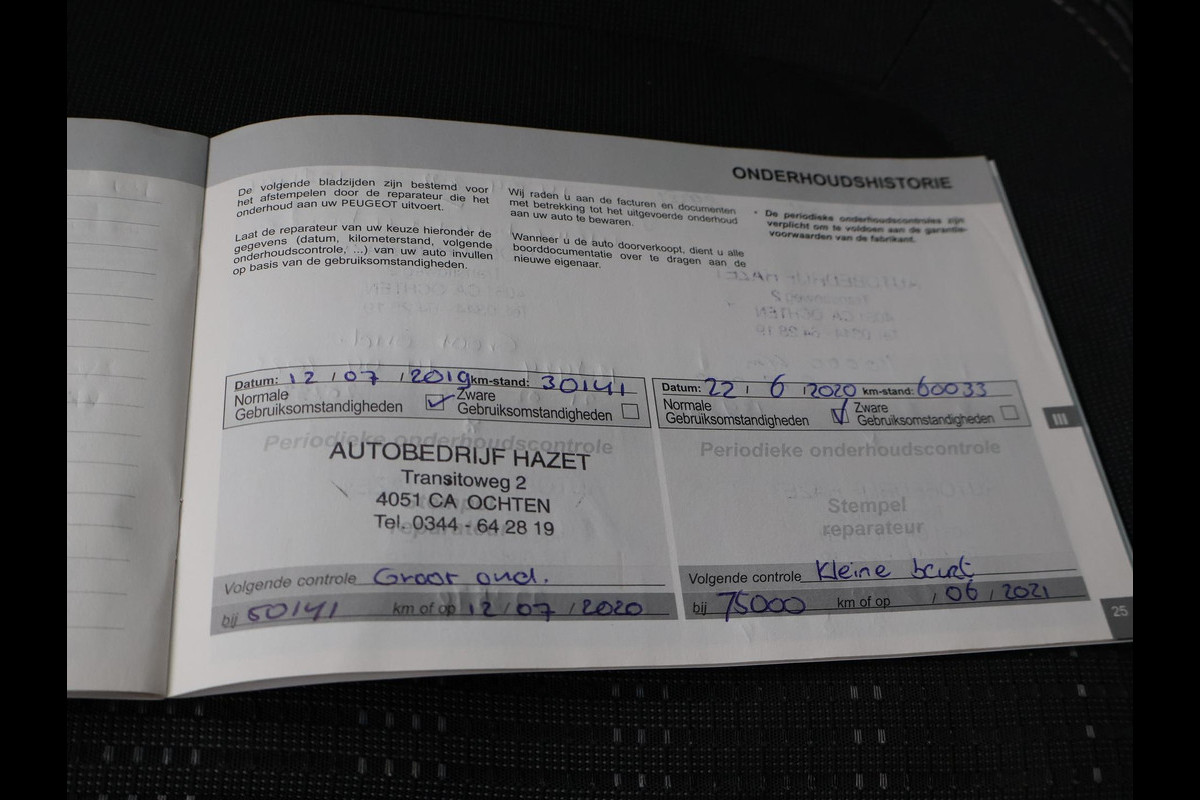 ONDERHOUDSHISTORIE
De volgende bladzijden zijn bestemd voor
het afstempelen door de reparateur die het
onderhoud aan uw PEUGEOT uitvoert.
Laat de reparateur van uw keuze hieronder de
gegevens (datum, kilometerstand, volgende
onderhoudscontrole, ...) van uw auto invullen
op basis van de gebruiksomstandigheden.
Wij raden u aan de facturen en documenten
met betrekking tot het uitgevoerde onderhoud
aan uw auto te bewaren.
Wanneer u de auto doorverkoopt, dient u alle
boorddocumentatie over te dragen aan de
nieuwe eigenaar.
* De periodieke onderhoudscontroles zijn
verplicht om te voldoen aan de garantie-
voorwaarden van de fabrikant.
Datum: 12 / 07 / 2019 km-stand: 30141
Normale Zware
Gebruiksomstandigheden Gebruiksomstandigheden
Periodieke onderhoudscontrole
AUTOBEDRIJF HAZET
Transitoweg 2
4051 CA OCHTEN
Tel. 0344 - 64 28 19
reparateur
Volgende controle Groot ond.
bij 50141 km of op 12 / 07 / 2020
Datum: 22 / 6 / 2020 km-stand: 60033
Normale Zware
Gebruiksomstandigheden Gebruiksomstandigheden
Periodieke onderhoudscontrole
Stempel
reparateur
Volgende controle Kleine beurt
bij 75000 km of op / 06 / 2021
III
25